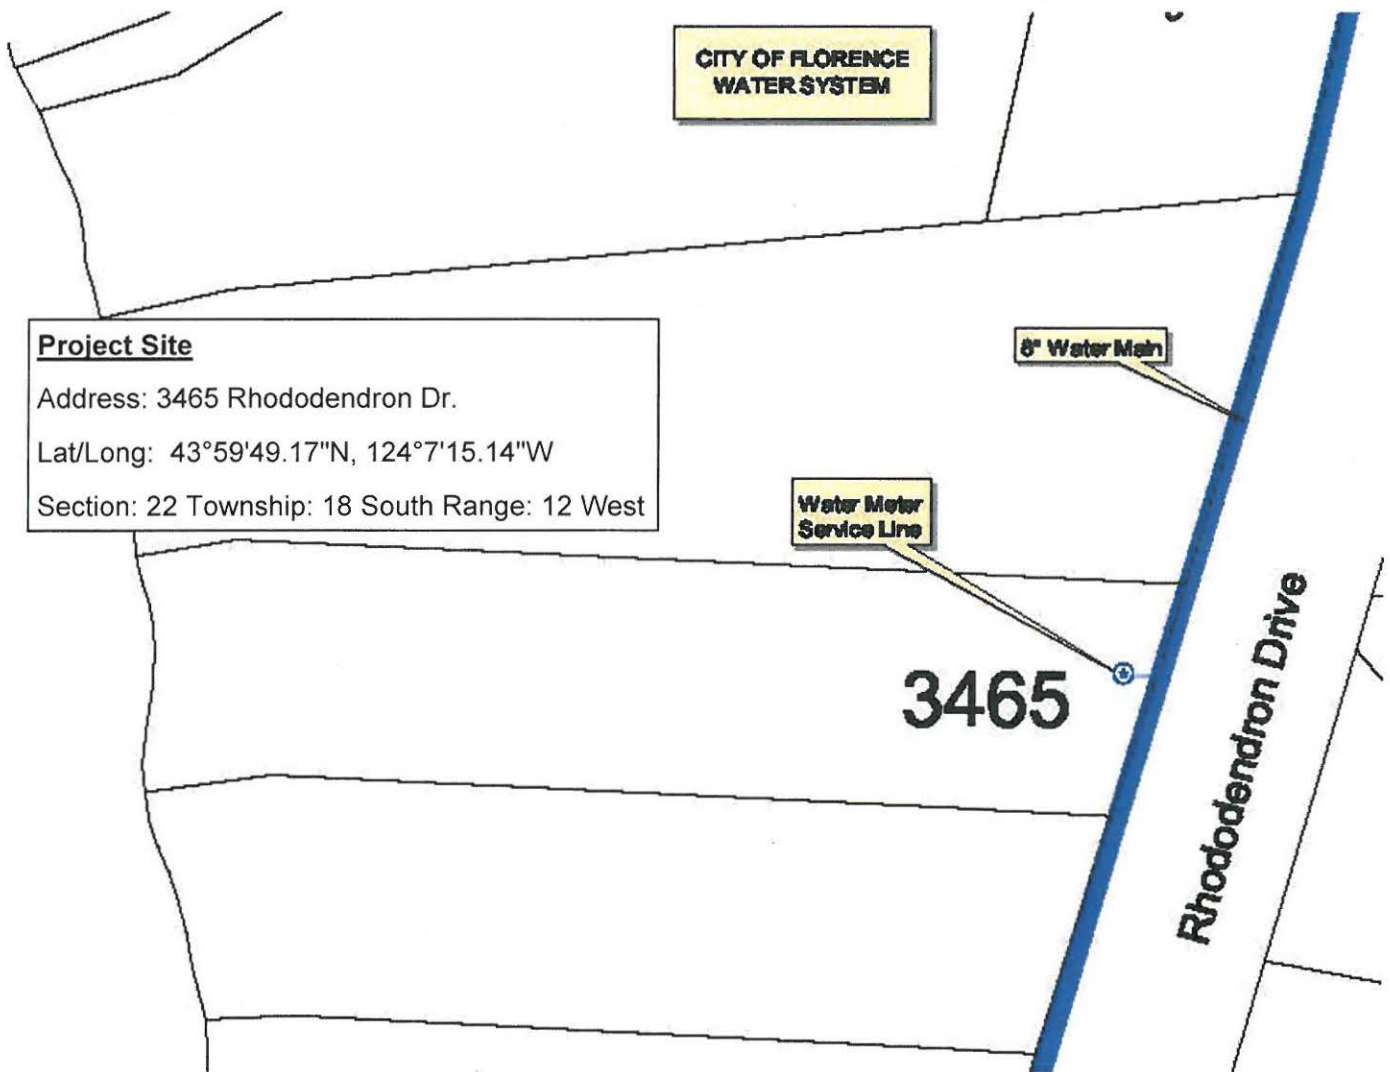 CITY OF FLORENCE
WATER SYSTEM
Project Site
Address: 3465 Rhododendron Dr.
Lat/Long: 43°59'49.17"N, 124°7'15.14"W
Section: 22 Township: 18 South Range: 12 West
8" Water Main
Water Meter
Service Line
3465
Rhododendron Drive